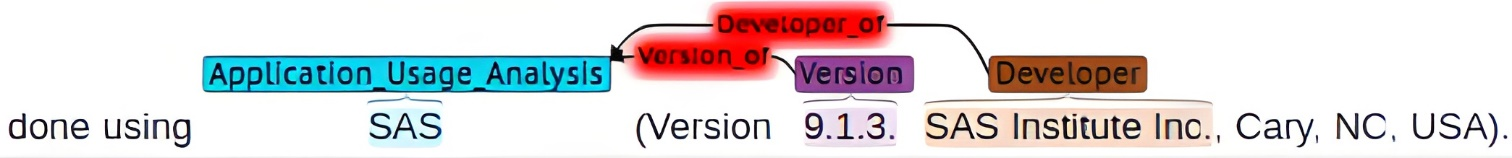 Developer_of
Version_of
Application_Usage_Analysis Version Developer
done using SAS (Version 9.1.3. SAS Institute Inc., Cary, NC, USA).